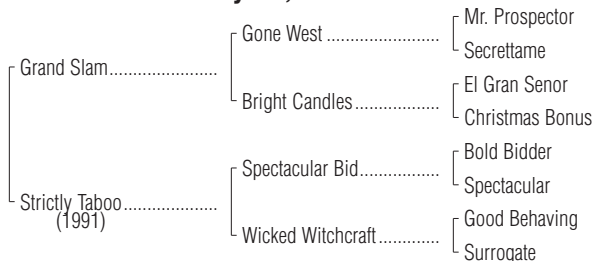 Mr. Prospector
Gone West ....................
Secrettame
Grand Slam...................
El Gran Senor
Bright Candles ...............
Christmas Bonus
Bold Bidder
Spectacular Bid..............
Spectacular
Strictly Taboo................
(1991)
Good Behaving
Wicked Witchcraft...........
Surrogate